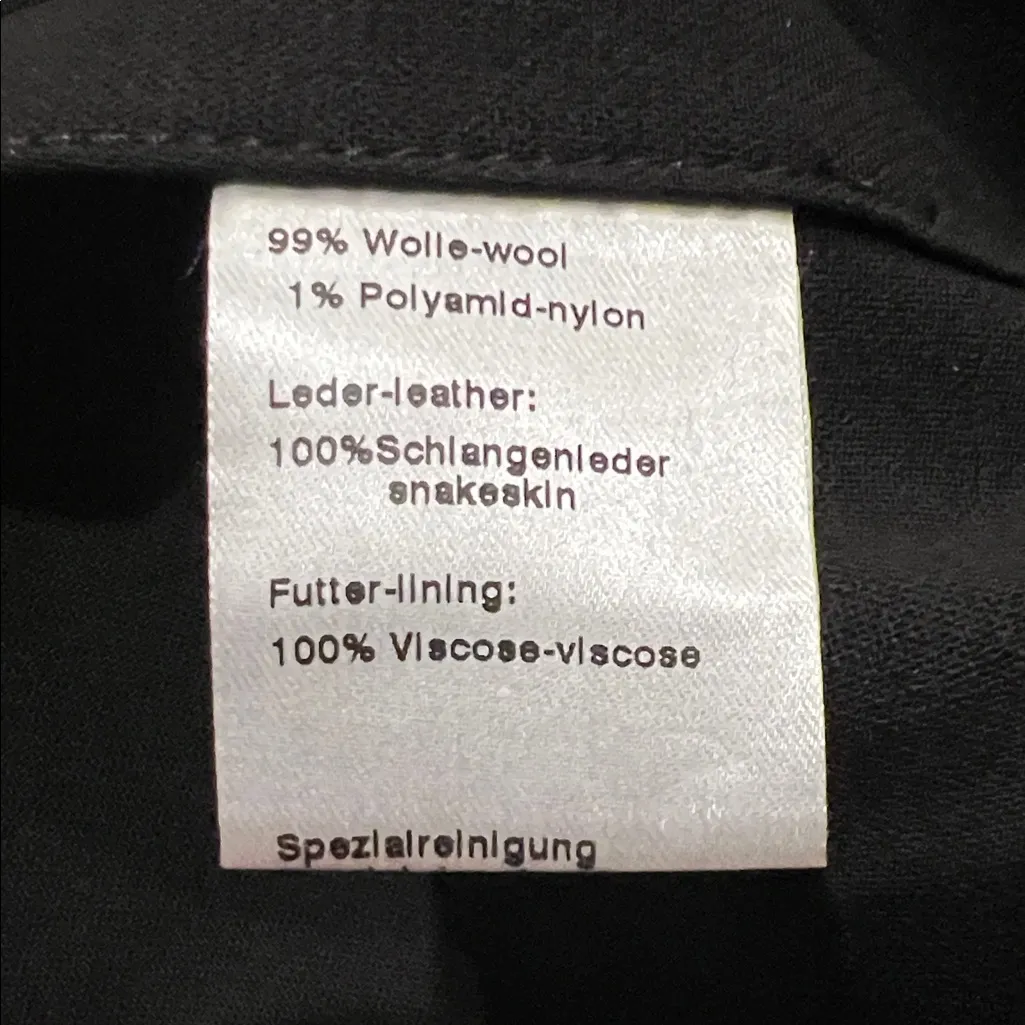 99% Wolle-wool
1% Polyamid-nylon
Leder-leather:
100%Schlangenleder
snakeskin
Futter-lining:
100% Viscose-viscose
Spezialreinigung